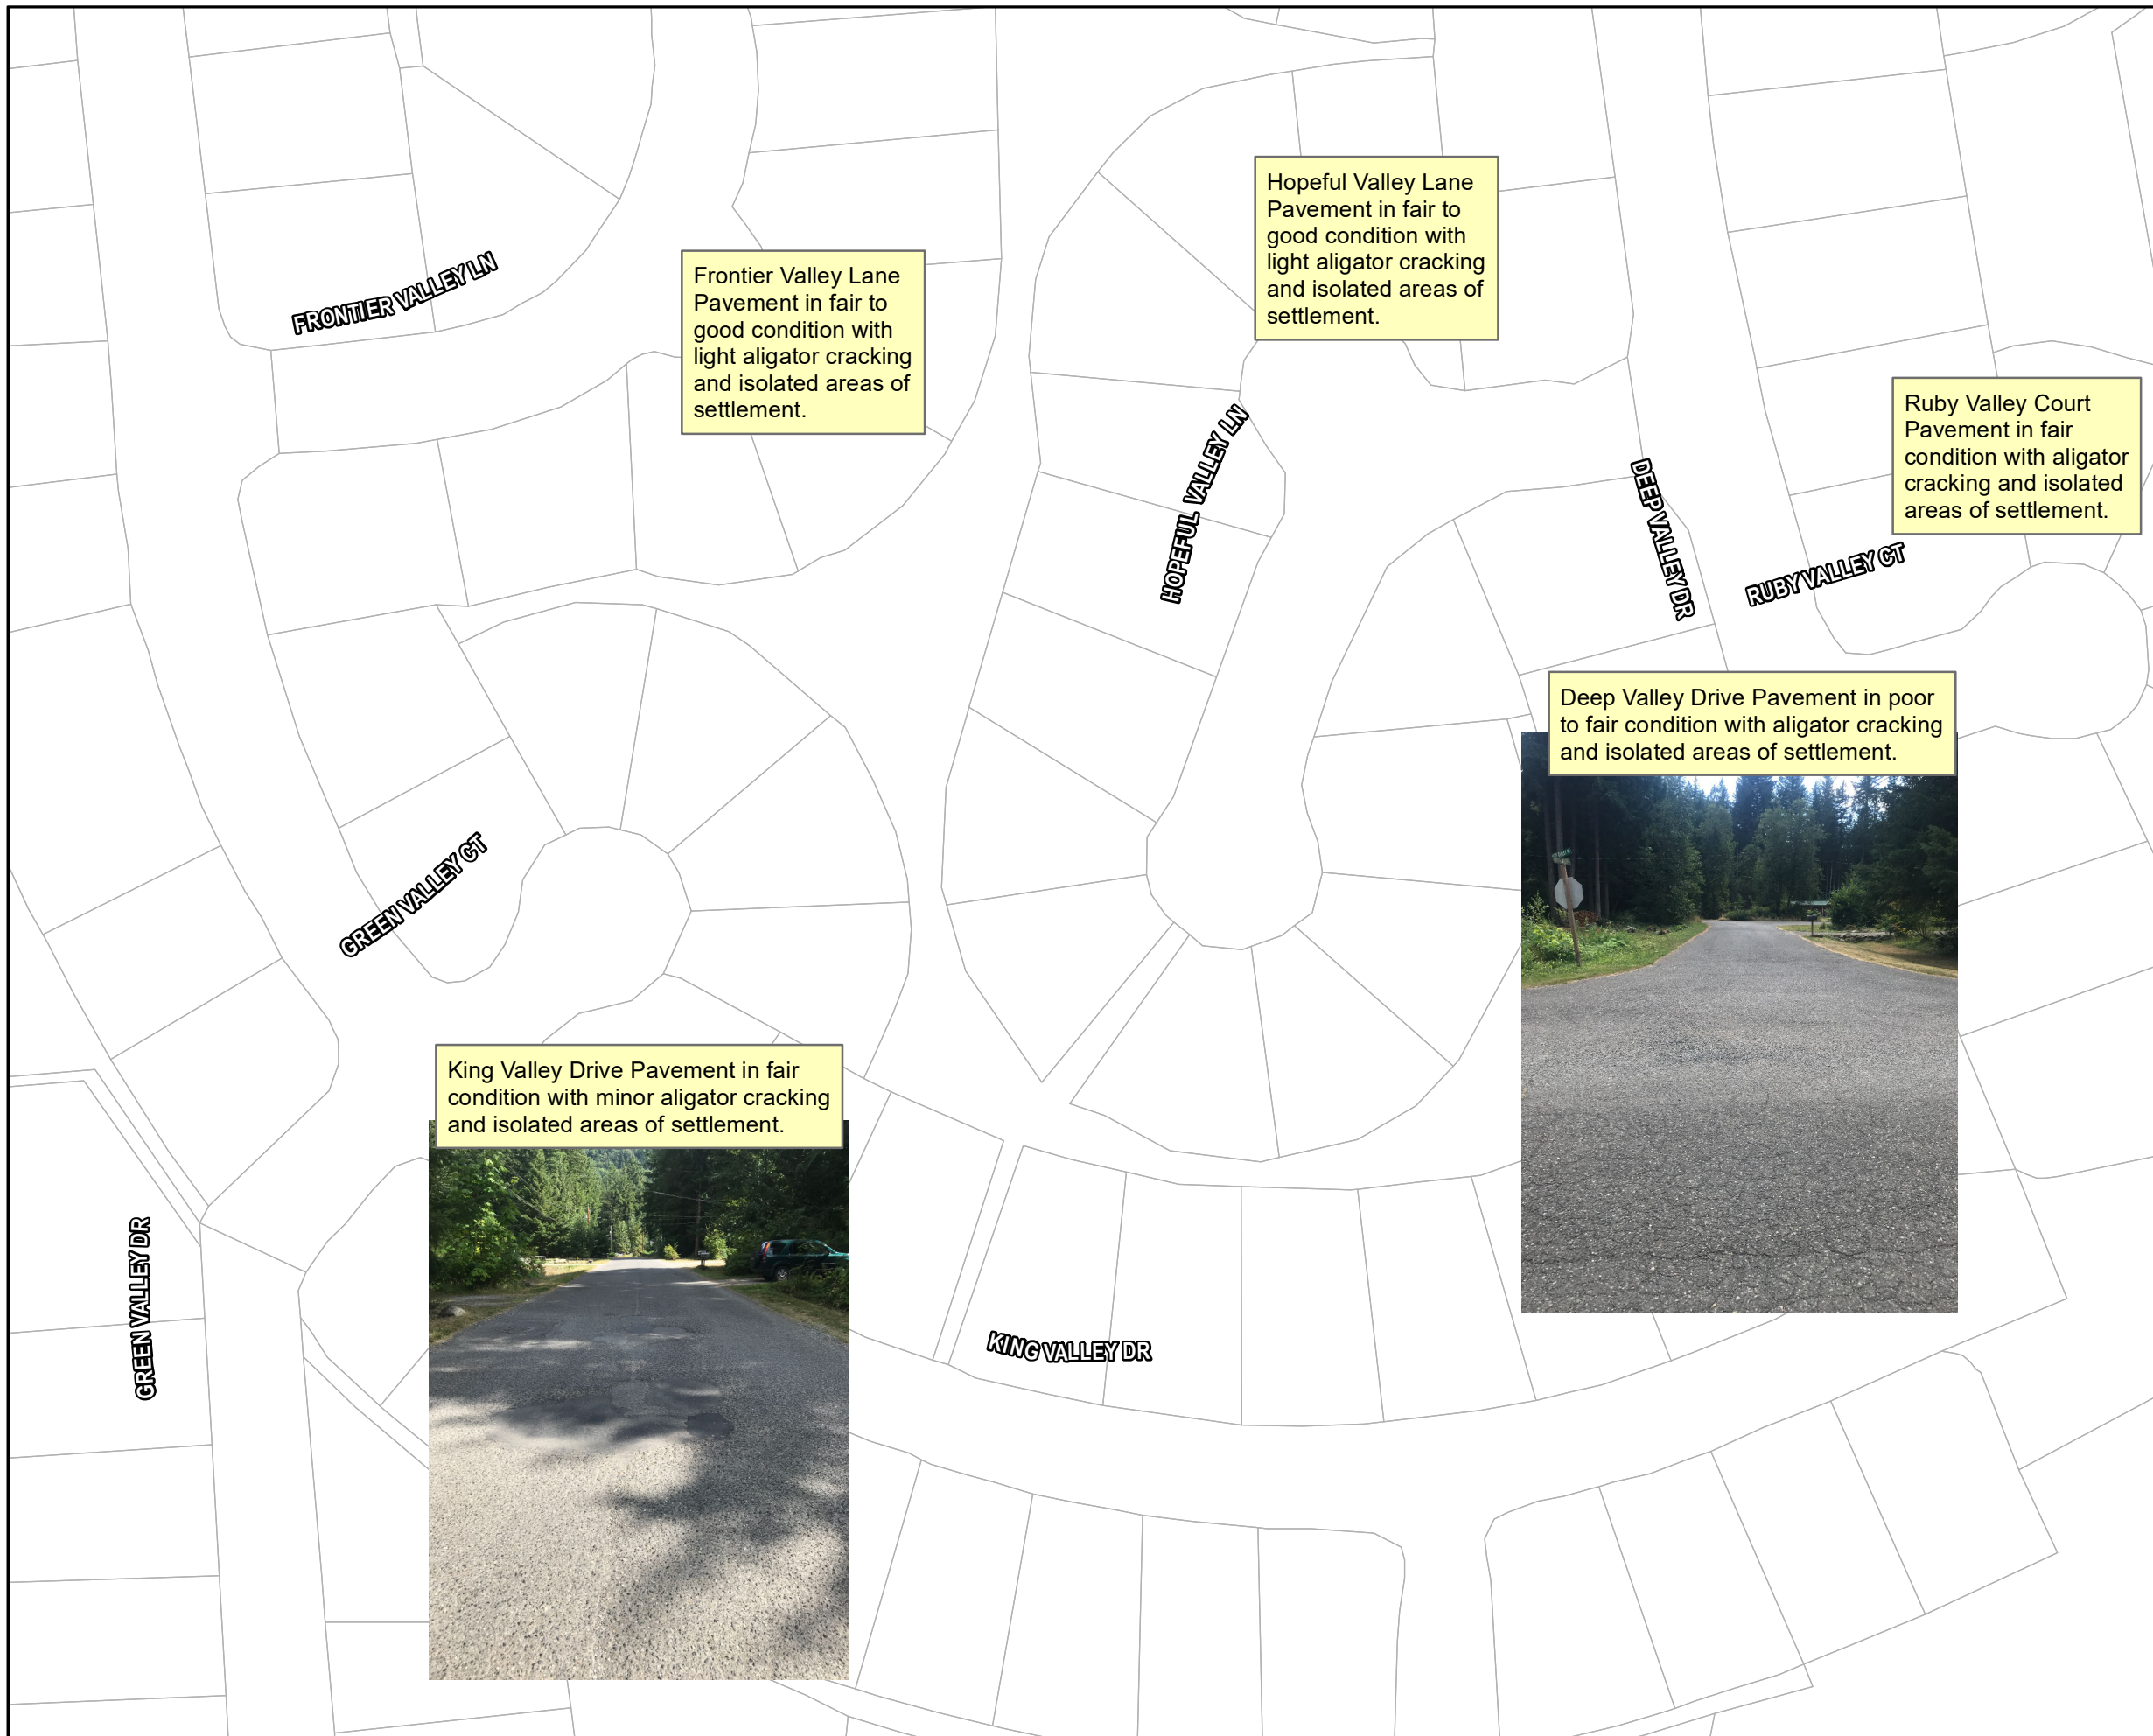 Hopeful Valley Lane
Pavement in fair to
good condition with
light aligator cracking
and isolated areas of
settlement.
Frontier Valley Lane
Pavement in fair to
good condition with
light aligator cracking
and isolated areas of
settlement.
FRONTIER VALLEY LN
Ruby Valley Court
Pavement in fair
condition with aligator
cracking and isolated
areas of settlement.
HOPEFUL VALLEY LN
DEEP VALLEY DR
RUBY VALLEY CT
Deep Valley Drive Pavement in poor
to fair condition with aligator cracking
and isolated areas of settlement.
GREEN VALLEY CT
King Valley Drive Pavement in fair
condition with minor aligator cracking
and isolated areas of settlement.
GREEN VALLEY DR
KING VALLEY DR